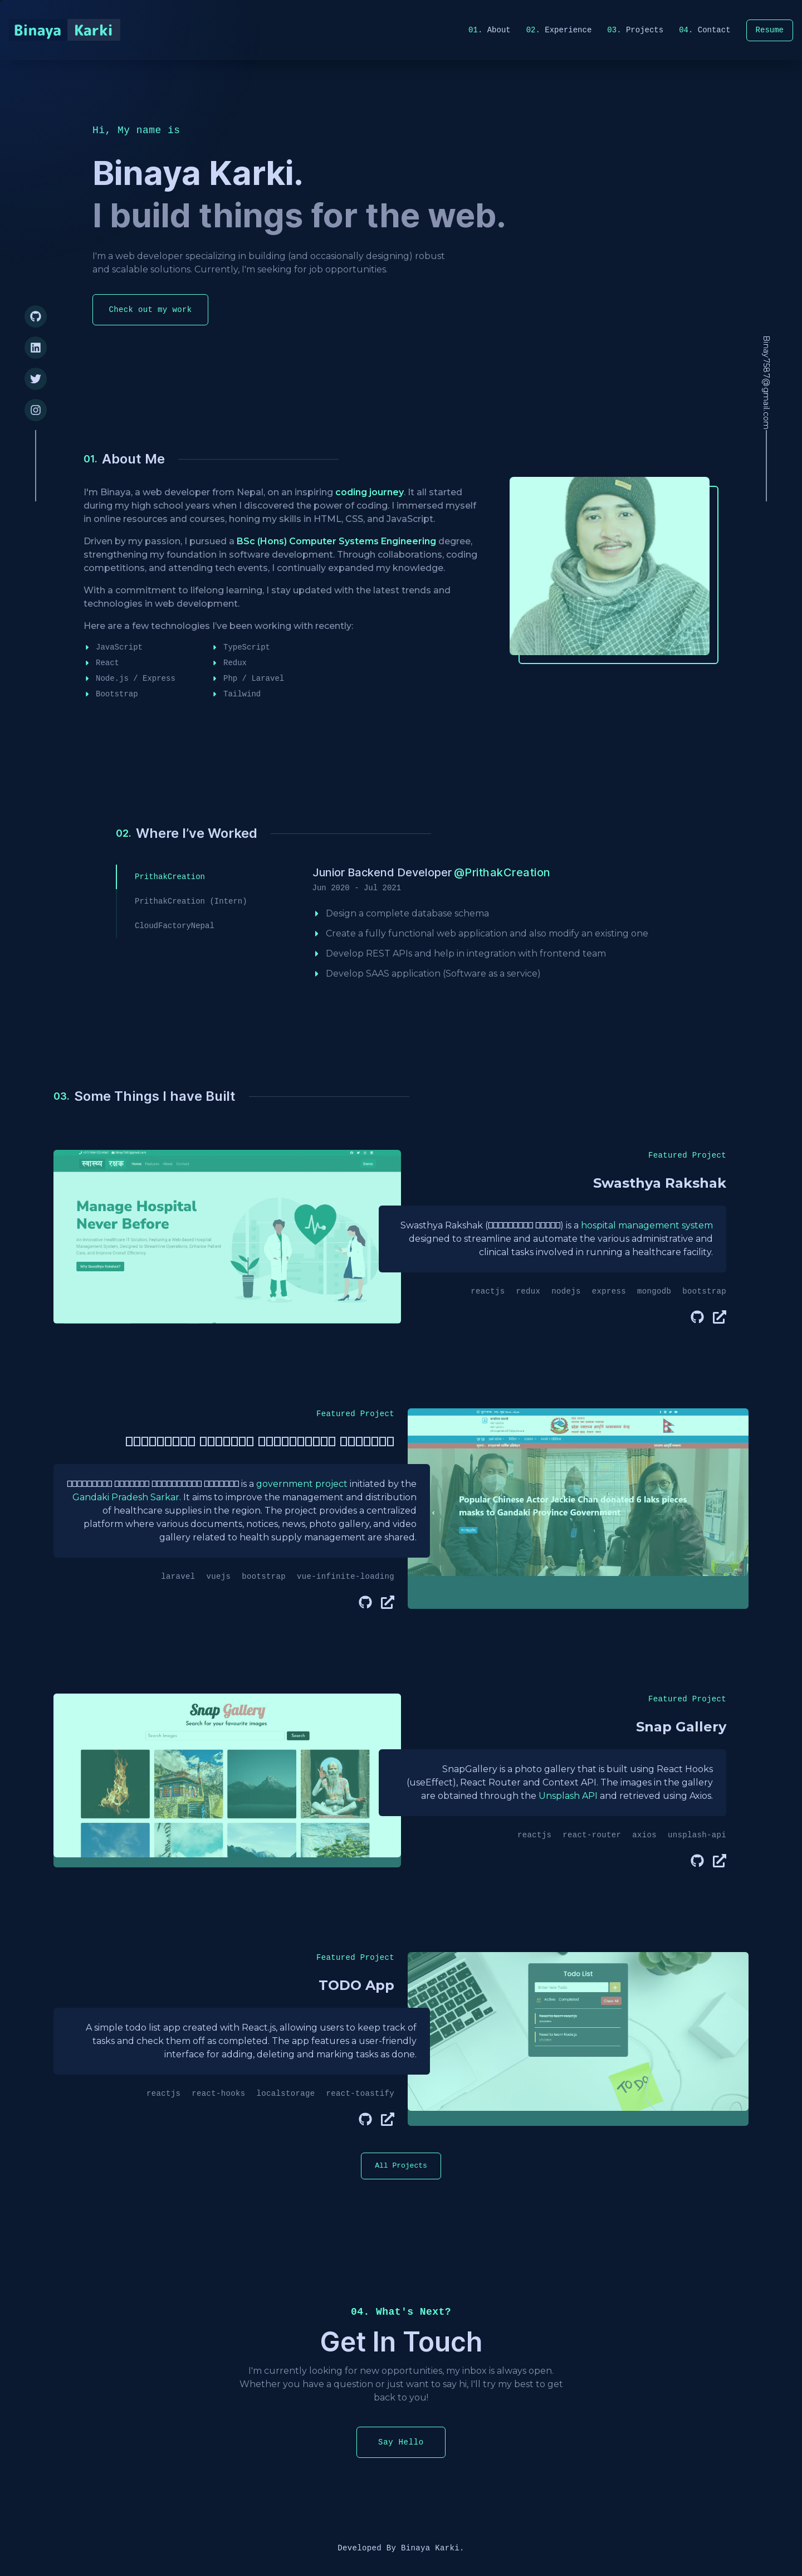 Binaya Karki
01. About 02. Experience 03. Projects 04. Contact Resume
Hi, My name is
Binaya Karki.
I build things for the web.
I'm a web developer specializing in building (and occasionally designing) robust
and scalable solutions. Currently, I'm seeking for job opportunities.
Check out my work
Binay7587@gmail.com
01. About Me
I'm Binaya, a web developer from Nepal, on an inspiring coding journey. It all started
during my high school years when I discovered the power of coding. I immersed myself
in online resources and courses, honing my skills in HTML, CSS, and JavaScript.
Driven by my passion, I pursued a BSc (Hons) Computer Systems Engineering degree,
strengthening my foundation in software development. Through collaborations, coding
competitions, and attending tech events, I continually expanded my knowledge.
With a commitment to lifelong learning, I stay updated with the latest trends and
technologies in web development.
Here are a few technologies I've been working with recently:
JavaScript TypeScript
React Redux
Node.js / Express Php / Laravel
Bootstrap Tailwind
02. Where I've Worked
PrithakCreation
PrithakCreation (Intern)
CloudFactoryNepal
Junior Backend Developer @PrithakCreation
Jun 2020 - Jul 2021
Design a complete database schema
Create a fully functional web application and also modify an existing one
Develop REST APIs and help in integration with frontend team
Develop SAAS application (Software as a service)
03. Some Things I have Built
स्वास्थ्य रक्षक
Manage Hospital
Never Before
Featured Project
Swasthya Rakshak
Swasthya Rakshak ( ) is a hospital management system
designed to streamline and automate the various administrative and
clinical tasks involved in running a healthcare facility.
reactjs redux nodejs express mongodb bootstrap
Featured Project
is a government project initiated by the
Gandaki Pradesh Sarkar. It aims to improve the management and distribution
of healthcare supplies in the region. The project provides a centralized
platform where various documents, notices, news, photo gallery, and video
gallery related to health supply management are shared.
laravel vuejs bootstrap vue-infinite-loading
Popular Chinese Actor Jackie Chan donated 6 laks pieces
masks to Gandaki Province Government
Snap Gallery
Search for your favourite images
Search Images Search
Featured Project
Snap Gallery
SnapGallery is a photo gallery that is built using React Hooks
(useEffect), React Router and Context API. The images in the gallery
are obtained through the Unsplash API and retrieved using Axios.
reactjs react-router axios unsplash-api
Featured Project
TODO App
A simple todo list app created with React.js, allowing users to keep track of
tasks and check them off as completed. The app features a user-friendly
interface for adding, deleting and marking tasks as done.
reactjs react-hooks localstorage react-toastify
Todo List
TODO
All Projects
04. What's Next?
Get In Touch
I'm currently looking for new opportunities, my inbox is always open.
Whether you have a question or just want to say hi, I'll try my best to get
back to you!
Say Hello
Developed By Binaya Karki.